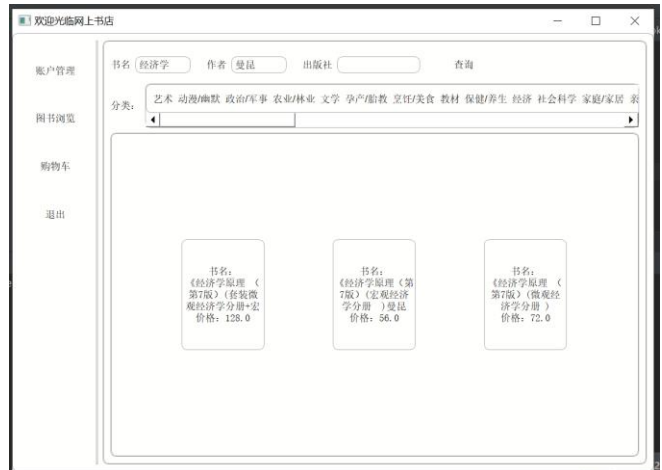 欢迎光临网上书店
账户管理
图书浏览
购物车
退出
书名 经济学 作者 曼昆 出版社 查询
分类: 艺术 动漫/幽默 政治/军事 农业/林业 文学 孕产/胎教 烹饪/美食 教材 保健/养生 经济 社会科学 家庭/家居 亲
书名:
《经济学原理 (
第7版)(套装微
观经济学分册+宏
价格: 128.0
书名:
《经济学原理(第
7版)(宏观经济
学分册 )曼昆
价格: 56.0
书名:
《经济学原理 (
第7版)(微观经
济学分册 )
价格: 72.0